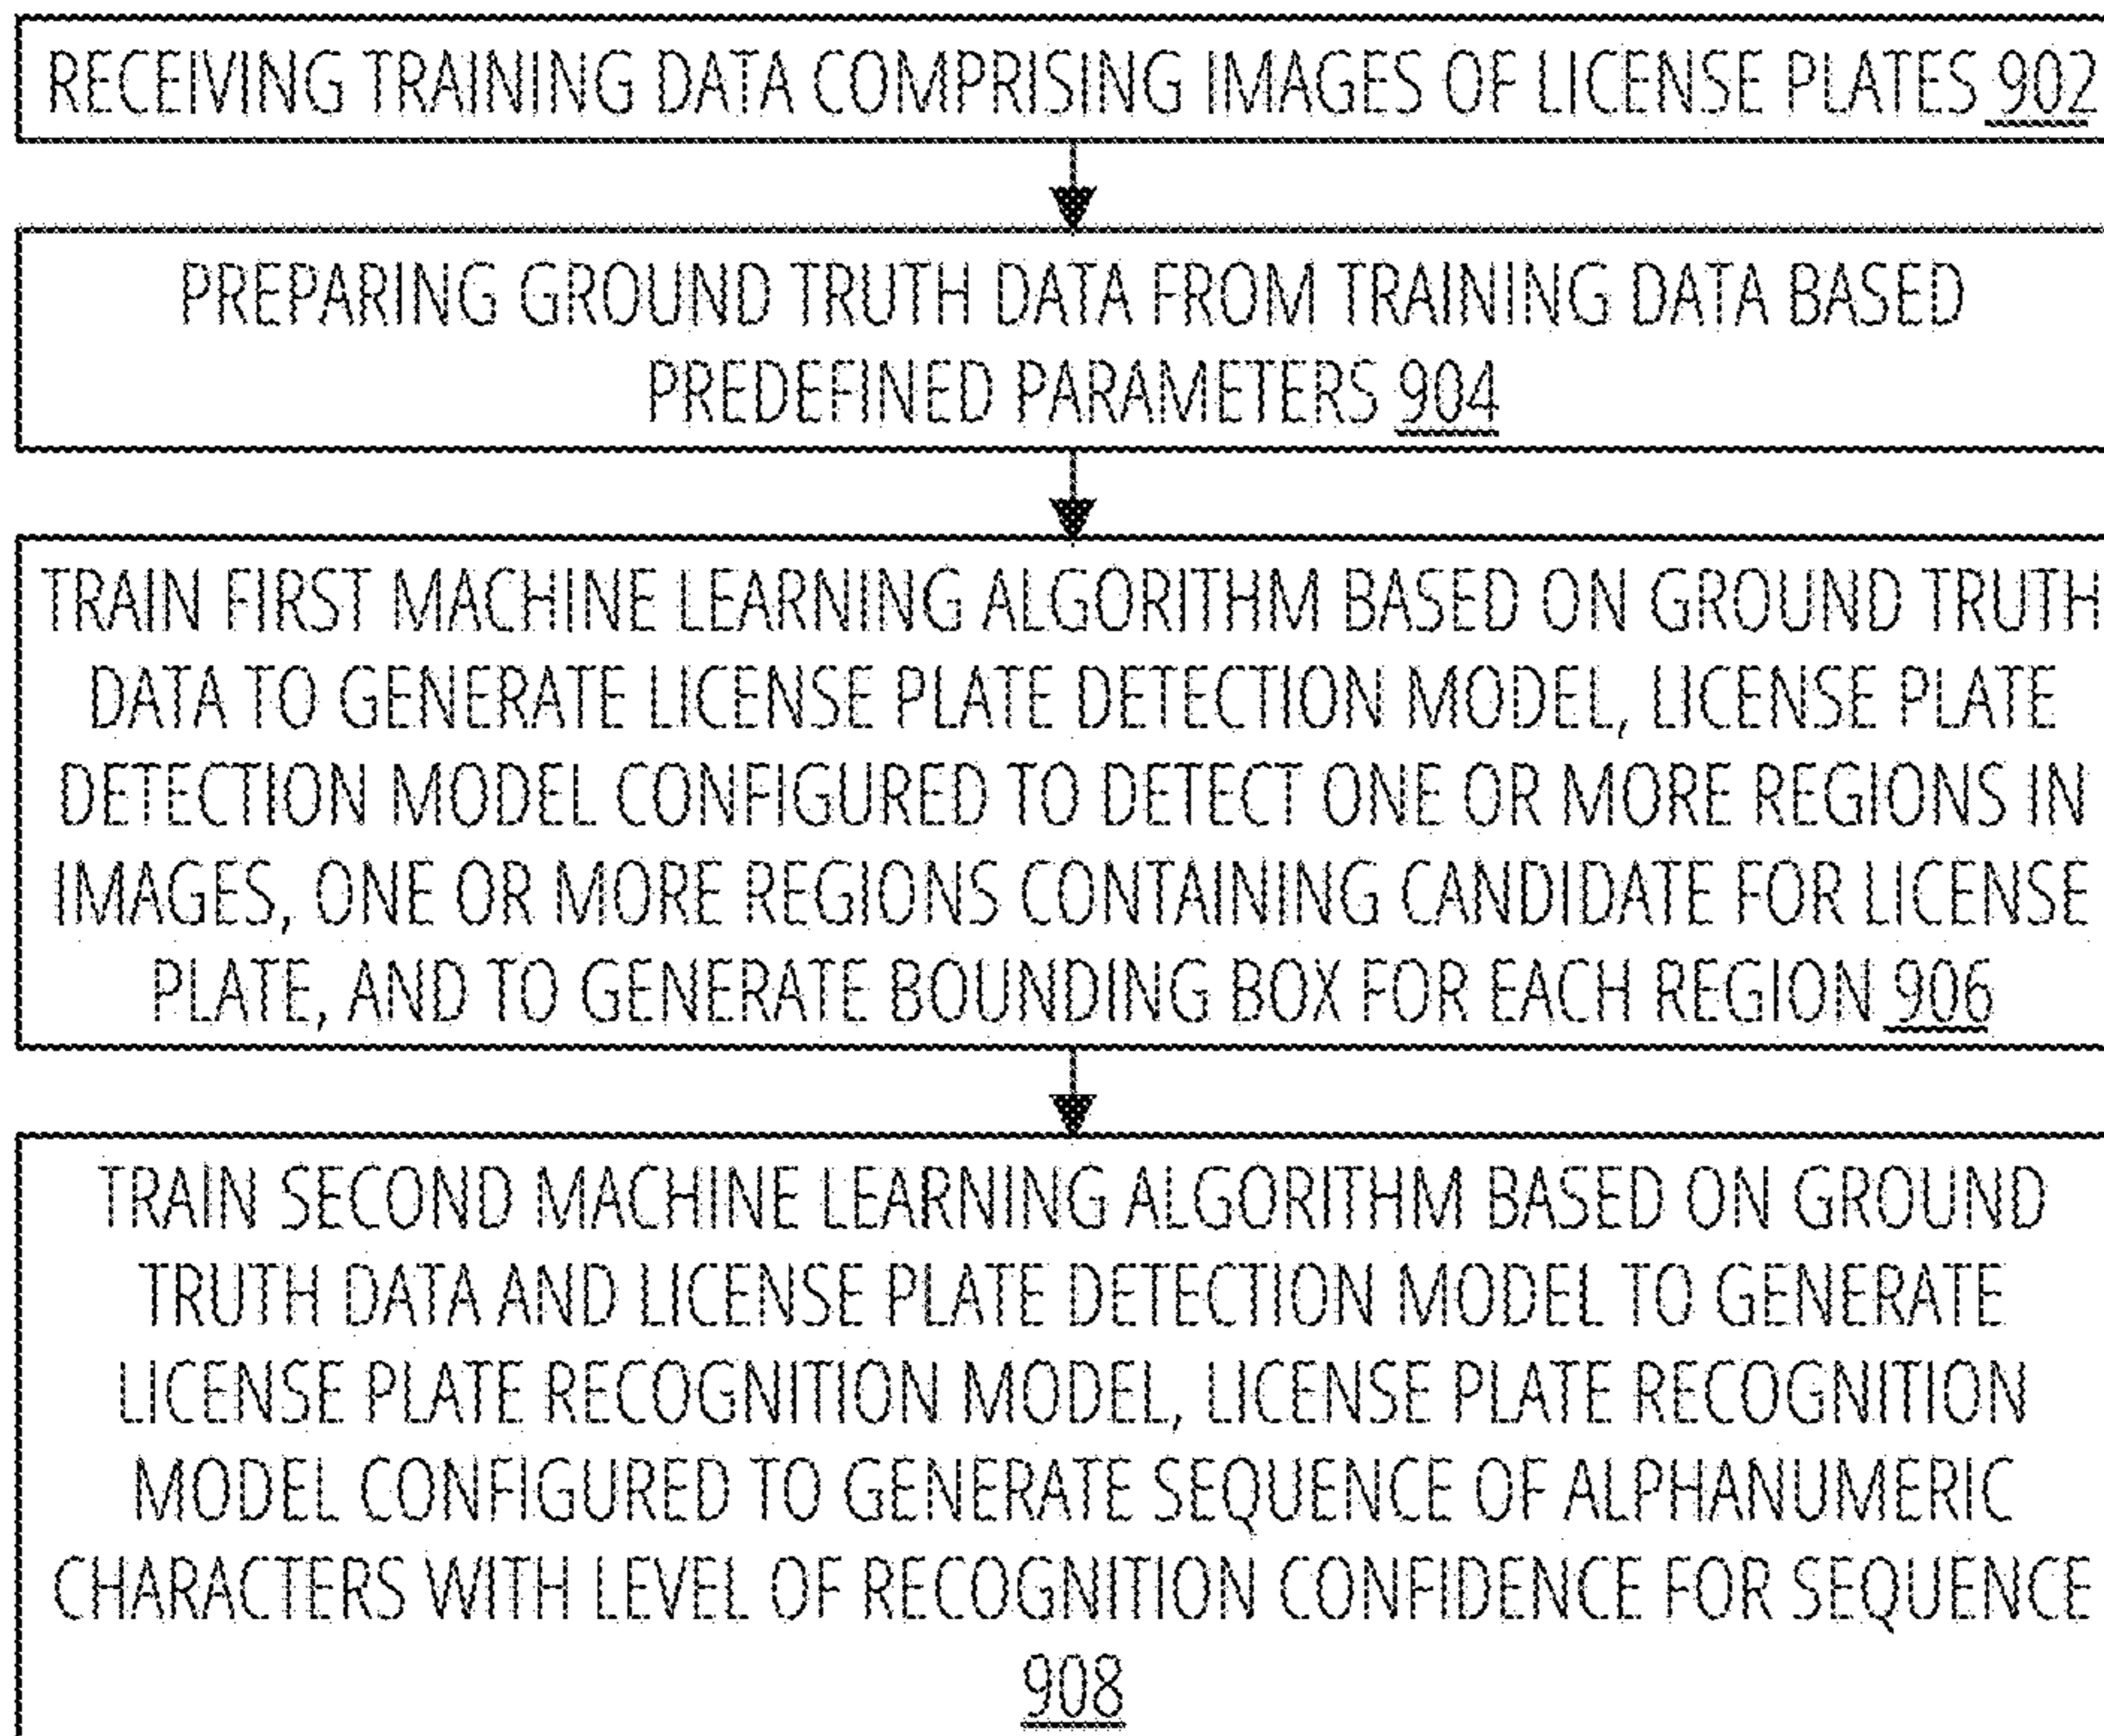 RECEIVING TRAINING DATA COMPRISING IMAGES OF LICENSE PLATES 902
PREPARING GROUND TRUTH DATA FROM TRAINING DATA BASED
PREDEFINED PARAMETERS 904
TRAIN FIRST MACHINE LEARNING ALGORITHM BASED ON GROUND TRUTH
DATA TO GENERATE LICENSE PLATE DETECTION MODEL, LICENSE PLATE
DETECTION MODEL CONFIGURED TO DETECT ONE OR MORE REGIONS IN
IMAGES, ONE OR MORE REGIONS CONTAINING CANDIDATE FOR LICENSE
PLATE, AND TO GENERATE BOUNDING BOX FOR EACH REGION 906
TRAIN SECOND MACHINE LEARNING ALGORITHM BASED ON GROUND
TRUTH DATA AND LICENSE PLATE DETECTION MODEL TO GENERATE
LICENSE PLATE RECOGNITION MODEL, LICENSE PLATE RECOGNITION
MODEL CONFIGURED TO GENERATE SEQUENCE OF ALPHANUMERIC
CHARACTERS WITH LEVEL OF RECOGNITION CONFIDENCE FOR SEQUENCE
908